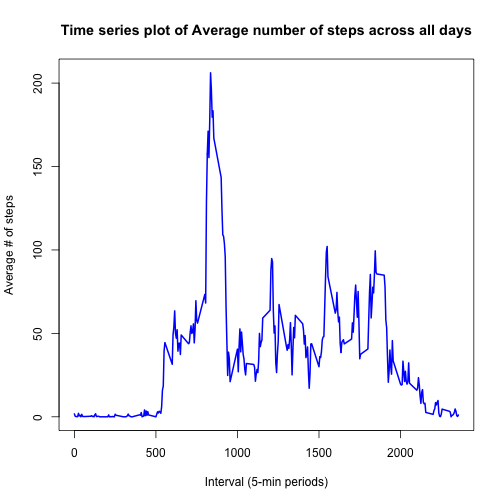 Time series plot of Average number of steps across all days
Average # of steps
200
150
100
50
0
0 500 1000 1500 2000
Interval (5-min periods)